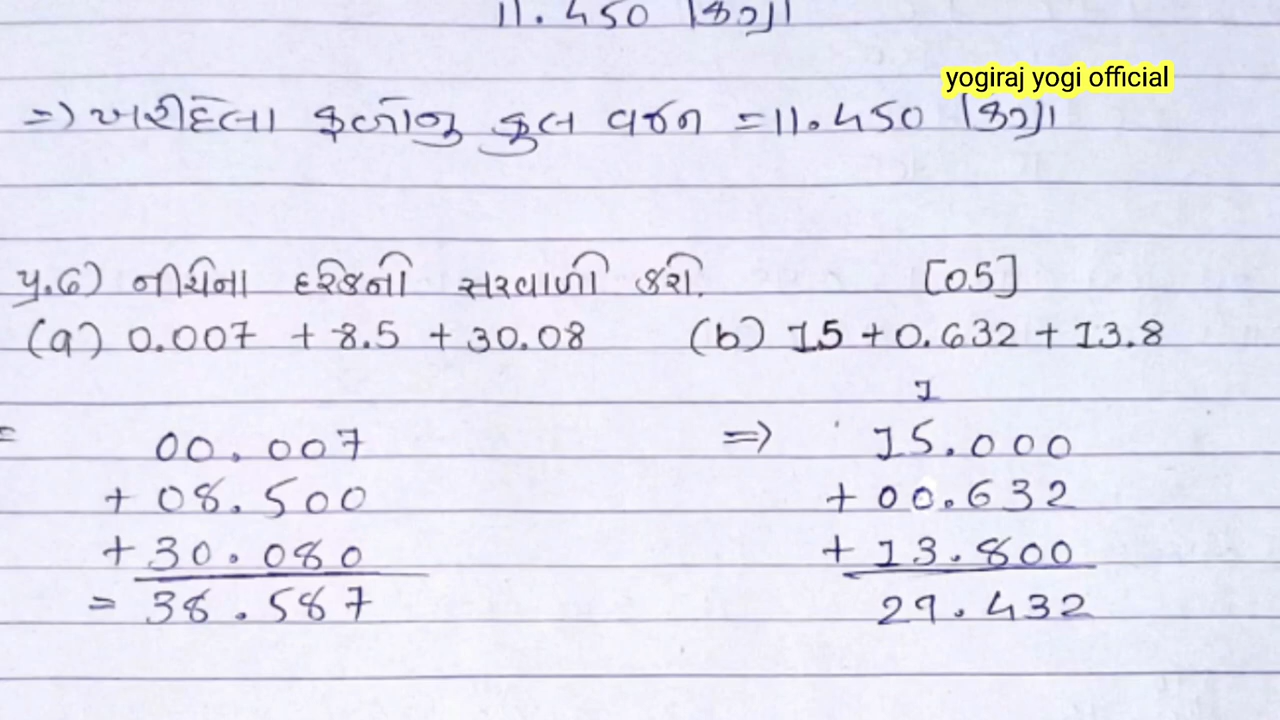 11.450 કિગ્રા
yogiraj yogi official
=> ખરીદેલા ફળોનુ કુલ વજન = 11.450 કિગ્રા
પ્ર.6) નીચેના દરેકનો સરવાળો કરો. [05]
(a) 0.007 + 8.5 + 30.08 (b) 15 + 0.632 + 13.8
1
= 00.007 => 15.000
+ 08.500 + 00.632
+ 30.080 + 13.800
= 38.587 29.432